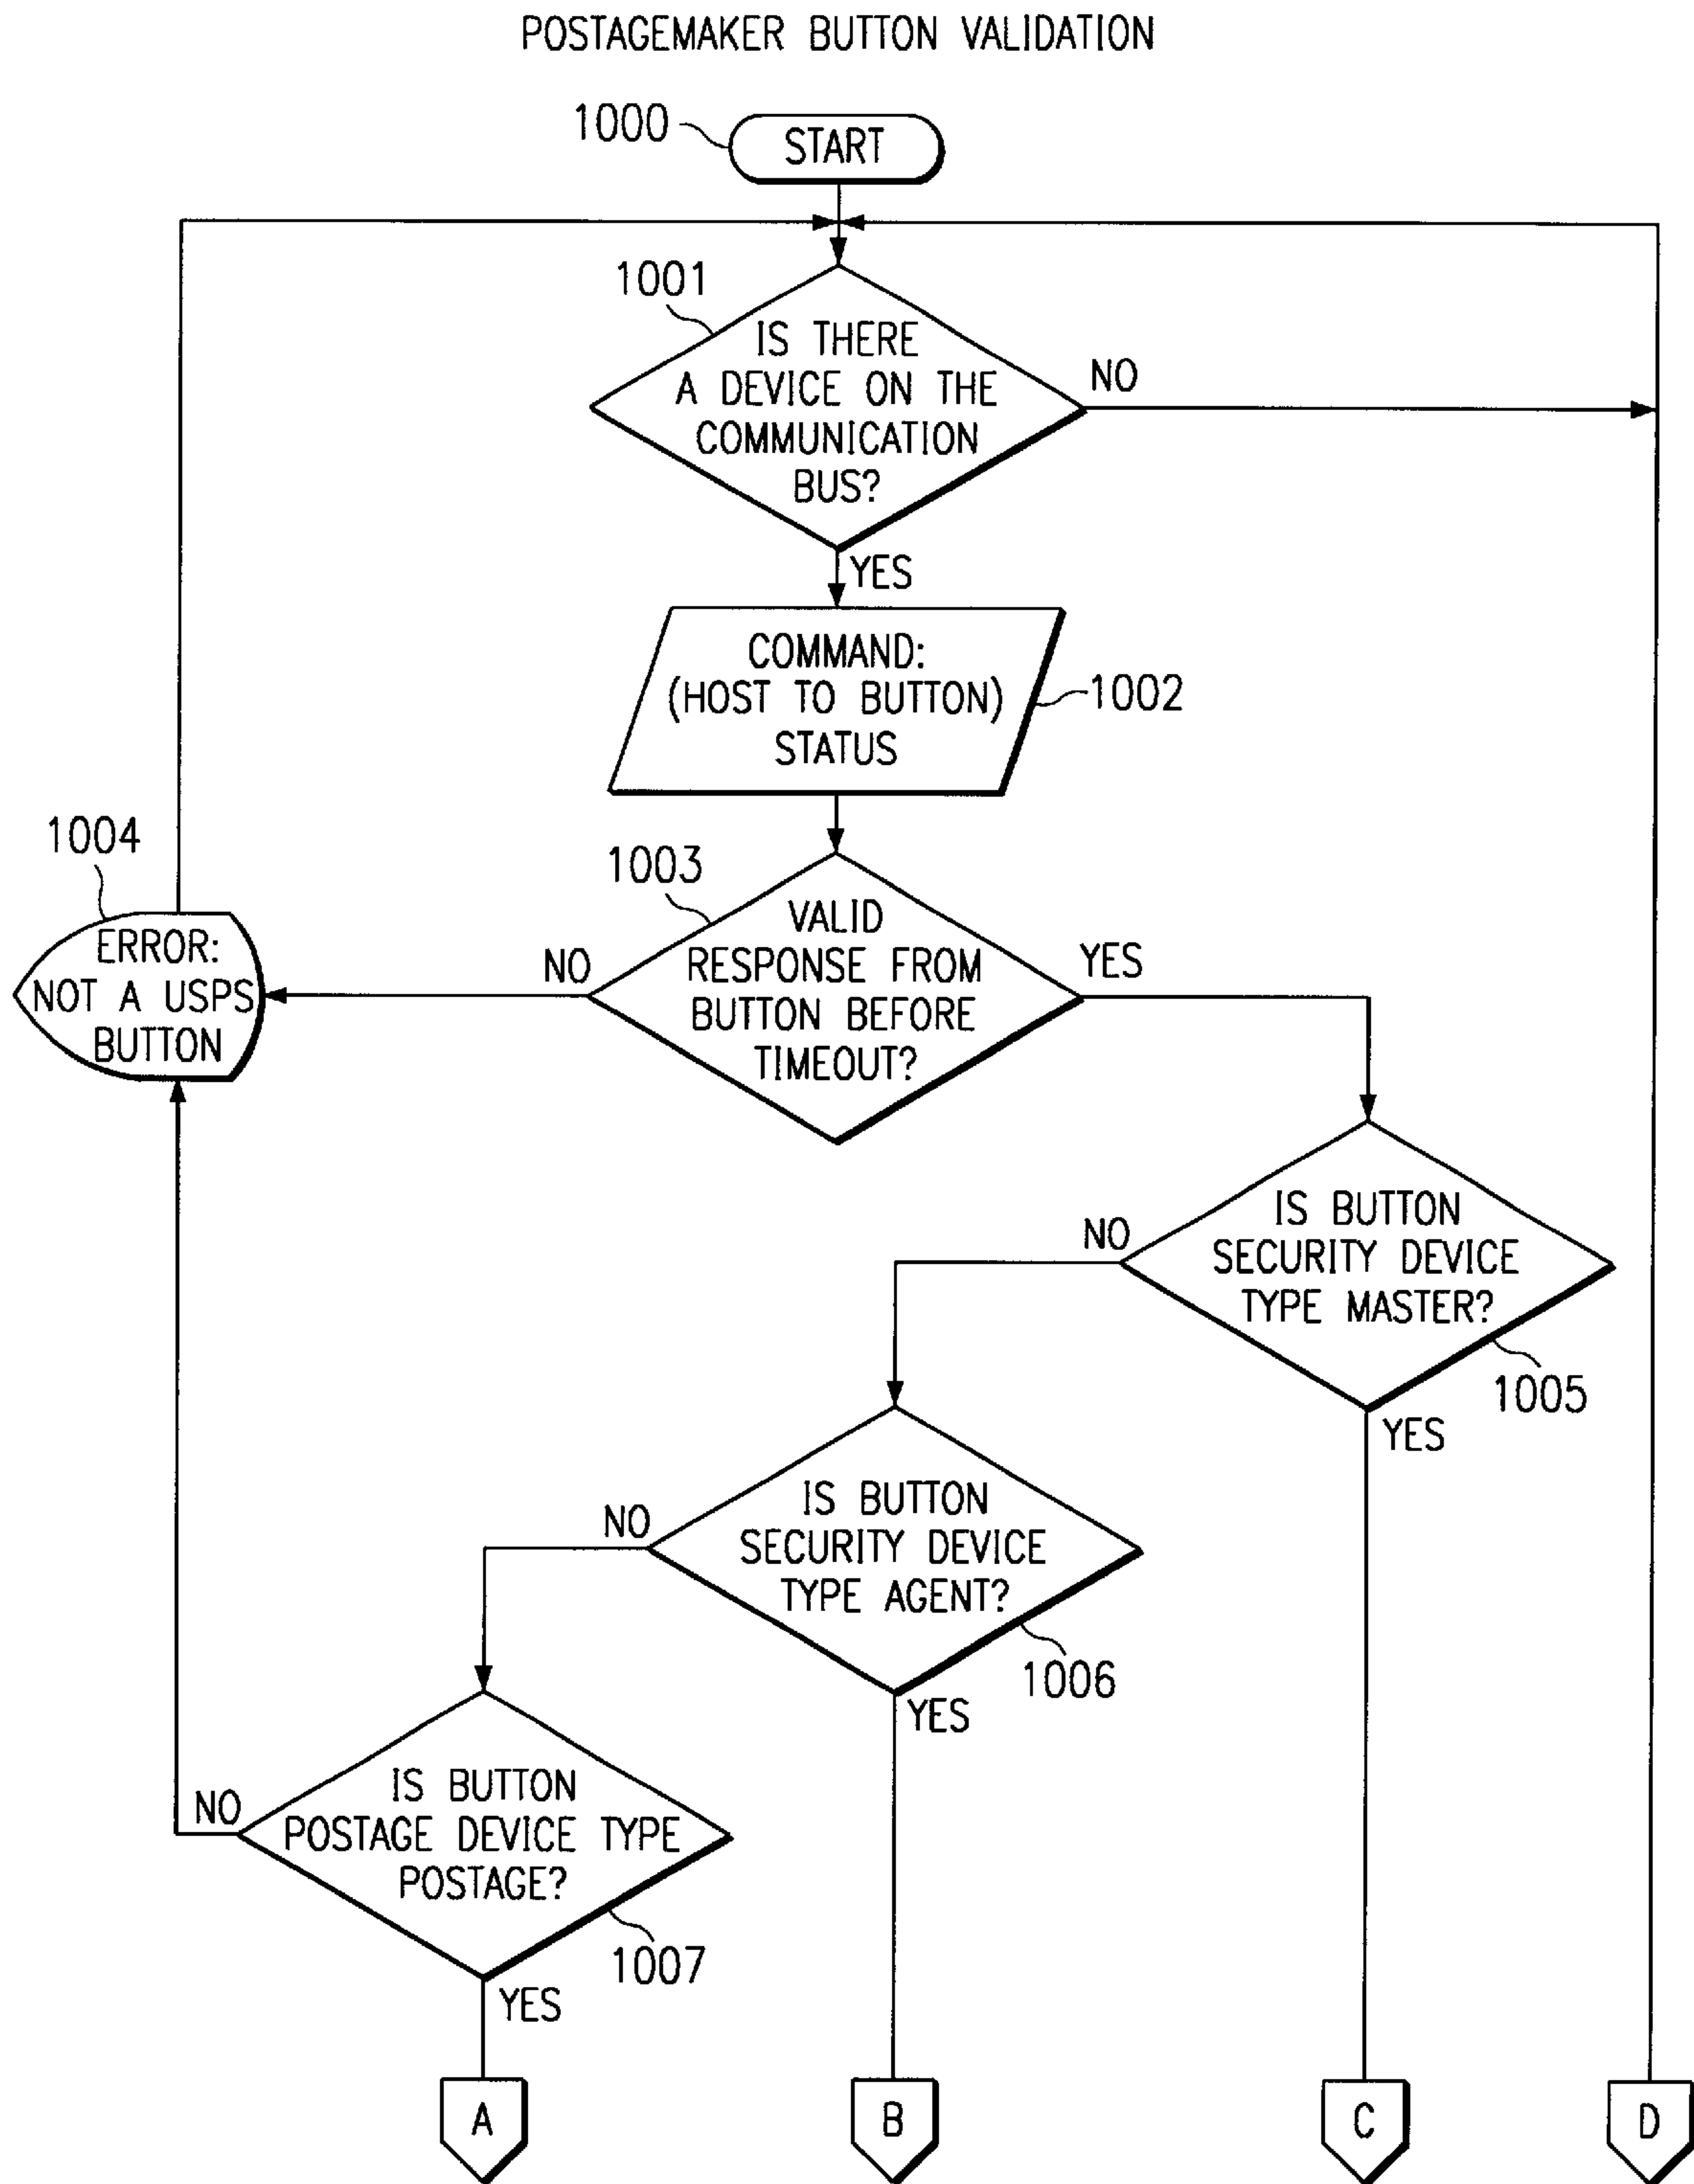 POSTAGEMAKER BUTTON VALIDATION
1000
START
1001
IS THERE
A DEVICE ON THE
COMMUNICATION
BUS?
NO
YES
COMMAND:
(HOST TO BUTTON)
STATUS
1002
1004
ERROR:
NOT A USPS
BUTTON
1003
NO
VALID
RESPONSE FROM
BUTTON BEFORE
TIMEOUT?
YES
NO
IS BUTTON
SECURITY DEVICE
TYPE MASTER?
1005
YES
NO
IS BUTTON
SECURITY DEVICE
TYPE AGENT?
1006
YES
NO
IS BUTTON
POSTAGE DEVICE TYPE
POSTAGE?
1007
YES
A
B
C
D